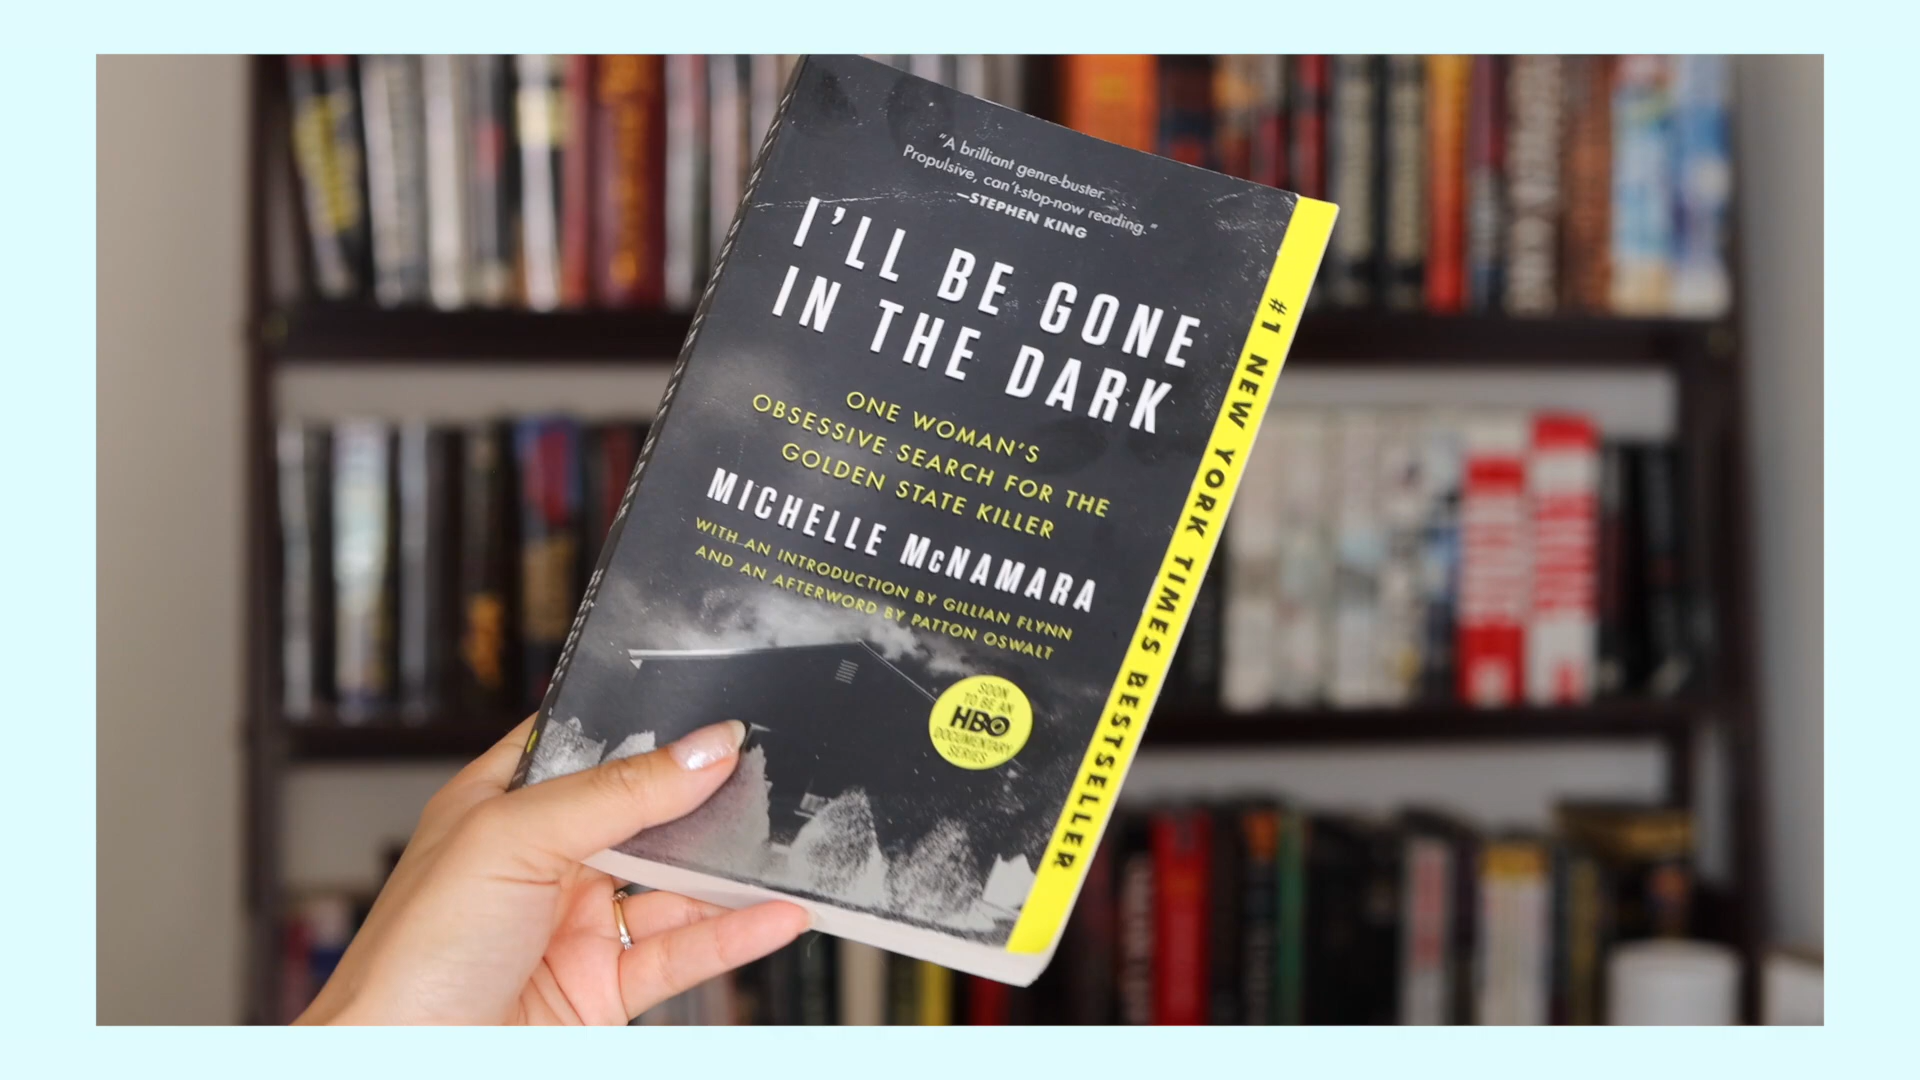 "A brilliant genre-buster.
Propulsive, can't-stop-now reading."
—STEPHEN KING
I'LL BE GONE
IN THE DARK
ONE WOMAN'S
OBSESSIVE SEARCH FOR THE
GOLDEN STATE KILLER
MICHELLE McNAMARA
WITH AN INTRODUCTION BY GILLIAN FLYNN
AND AN AFTERWORD BY PATTON OSWALT
SOON
TO BE AN
HBO
DOCUMENTARY
SERIES
#1 NEW YORK TIMES BESTSELLER